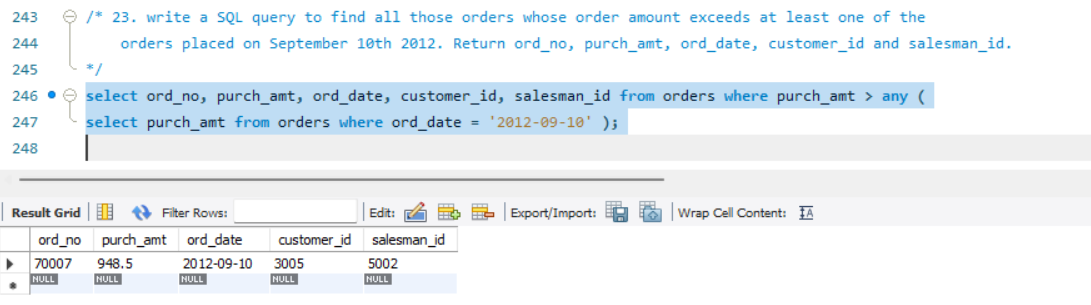 243 /* 23. write a SQL query to find all those orders whose order amount exceeds at least one of the
244 orders placed on September 10th 2012. Return ord_no, purch_amt, ord_date, customer_id and salesman_id.
245 */
246 select ord_no, purch_amt, ord_date, customer_id, salesman_id from orders where purch_amt > any (
247 select purch_amt from orders where ord_date = '2012-09-10' );
248
Result Grid Filter Rows: Edit: Export/Import: Wrap Cell Content: IA
ord_no purch_amt ord_date customer_id salesman_id
70007 948.5 2012-09-10 3005 5002
NULL NULL NULL NULL NULL